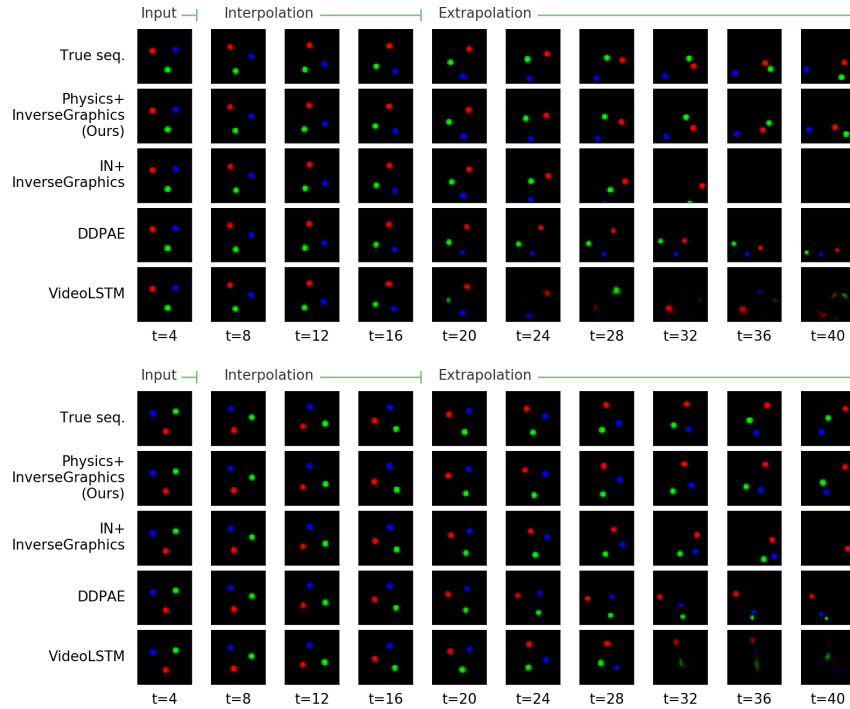 Input Interpolation Extrapolation
True seq.
Physics+
InverseGraphics
(Ours)
IN+
InverseGraphics
DDPAE
VideoLSTM
t=4 t=8 t=12 t=16 t=20 t=24 t=28 t=32 t=36 t=40
Input Interpolation Extrapolation
True seq.
Physics+
InverseGraphics
(Ours)
IN+
InverseGraphics
DDPAE
VideoLSTM
t=4 t=8 t=12 t=16 t=20 t=24 t=28 t=32 t=36 t=40